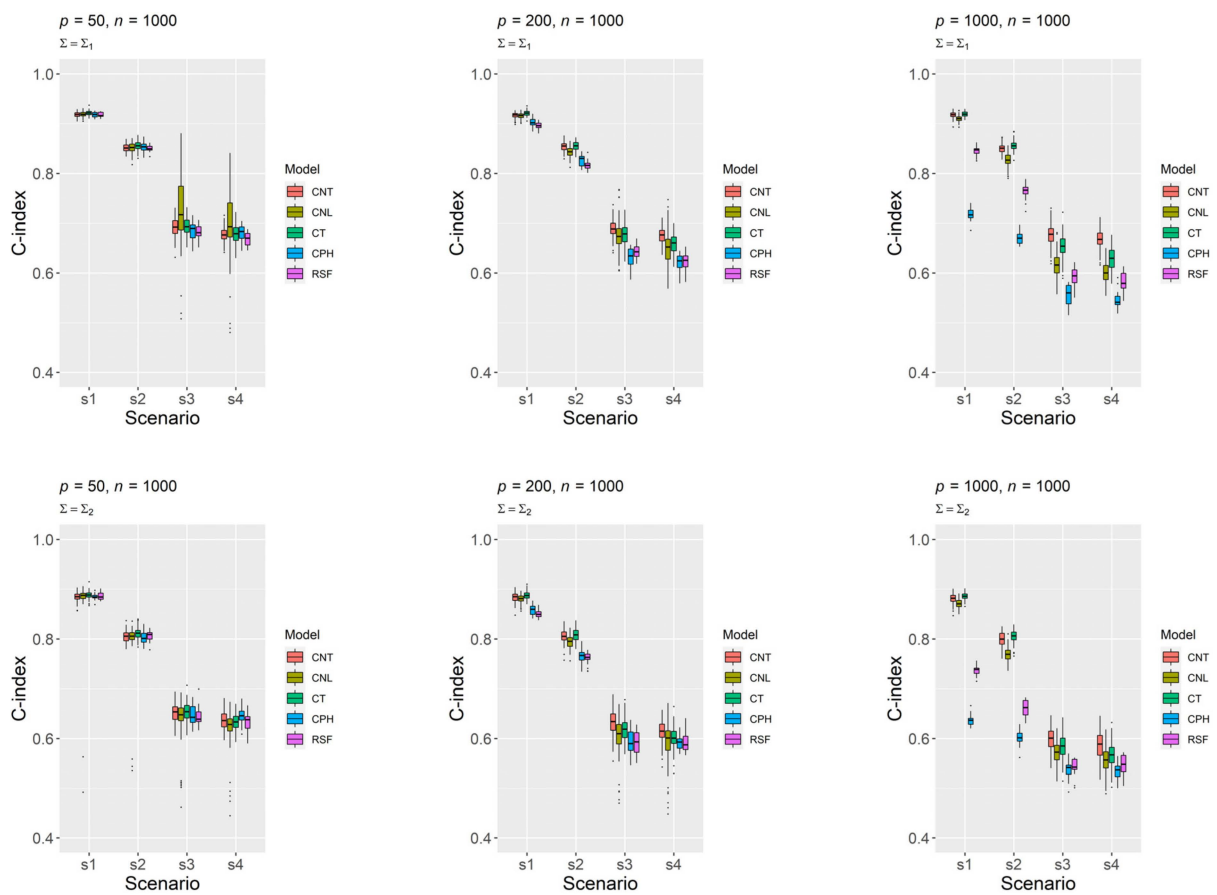 p = 50, n = 1000
Σ = Σ1
1.0
0.8
0.6
0.4
C-index
s1 s2 s3 s4
Scenario
Model
CNT
CNL
CT
CPH
RSF
p = 200, n = 1000
Σ = Σ1
1.0
0.8
0.6
0.4
C-index
s1 s2 s3 s4
Scenario
Model
CNT
CNL
CT
CPH
RSF
p = 1000, n = 1000
Σ = Σ1
1.0
0.8
0.6
0.4
C-index
s1 s2 s3 s4
Scenario
Model
CNT
CNL
CT
CPH
RSF
p = 50, n = 1000
Σ = Σ2
1.0
0.8
0.6
0.4
C-index
s1 s2 s3 s4
Scenario
Model
CNT
CNL
CT
CPH
RSF
p = 200, n = 1000
Σ = Σ2
1.0
0.8
0.6
0.4
C-index
s1 s2 s3 s4
Scenario
Model
CNT
CNL
CT
CPH
RSF
p = 1000, n = 1000
Σ = Σ2
1.0
0.8
0.6
0.4
C-index
s1 s2 s3 s4
Scenario
Model
CNT
CNL
CT
CPH
RSF